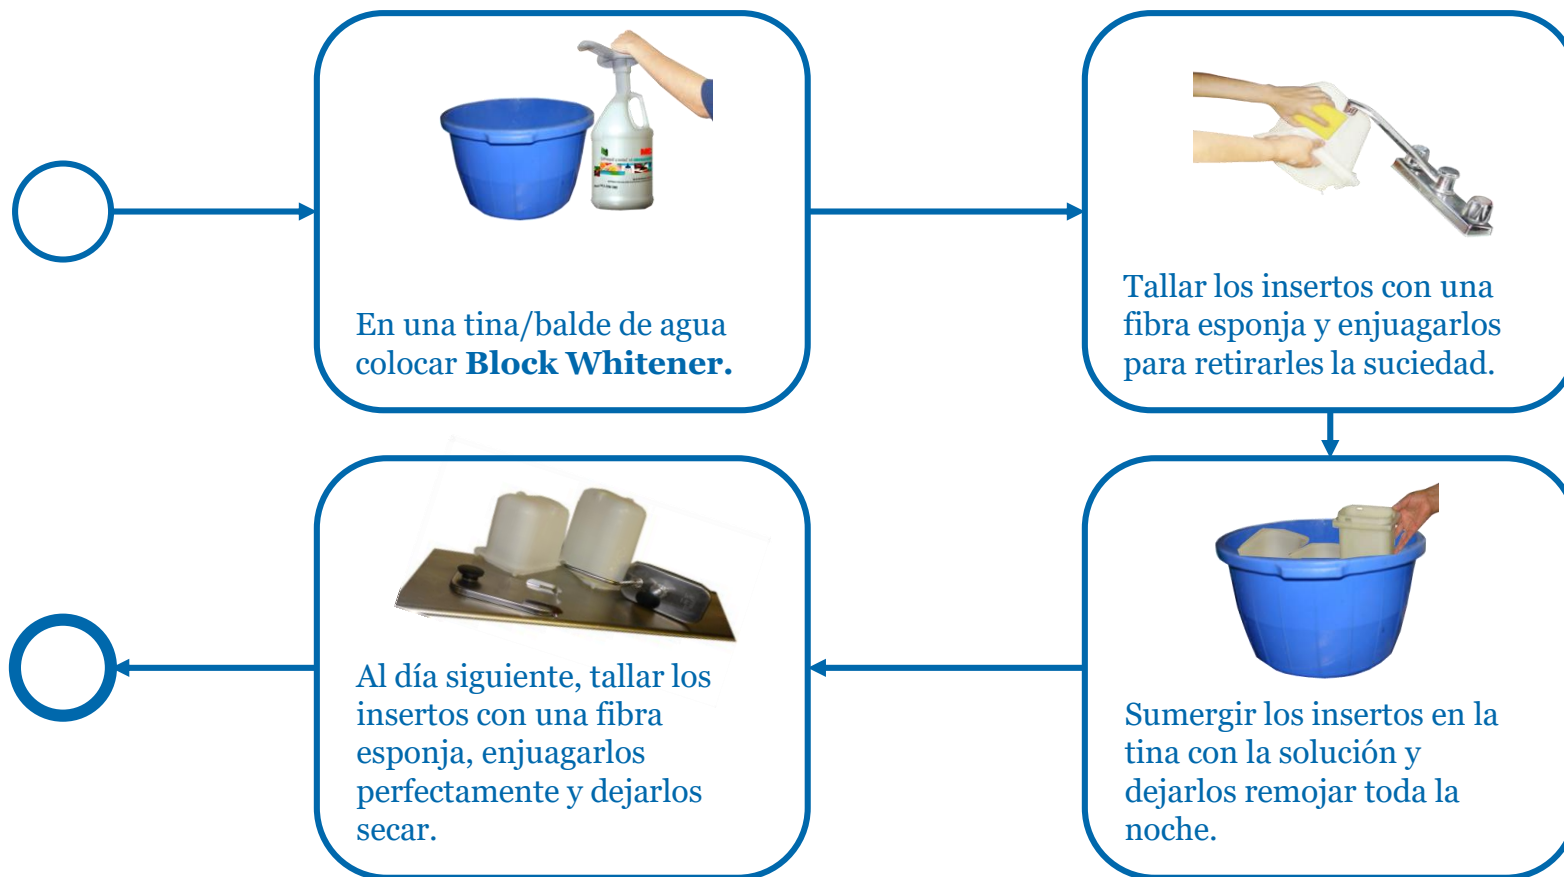 En una tina/balde de agua
colocar Block Whitener.
Tallar los insertos con una
fibra esponja y enjuagarlos
para retirarles la suciedad.
Sumergir los insertos en la
tina con la solución y
dejarlos remojar toda la
noche.
Al día siguiente, tallar los
insertos con una fibra
esponja, enjuagarlos
perfectamente y dejarlos
secar.